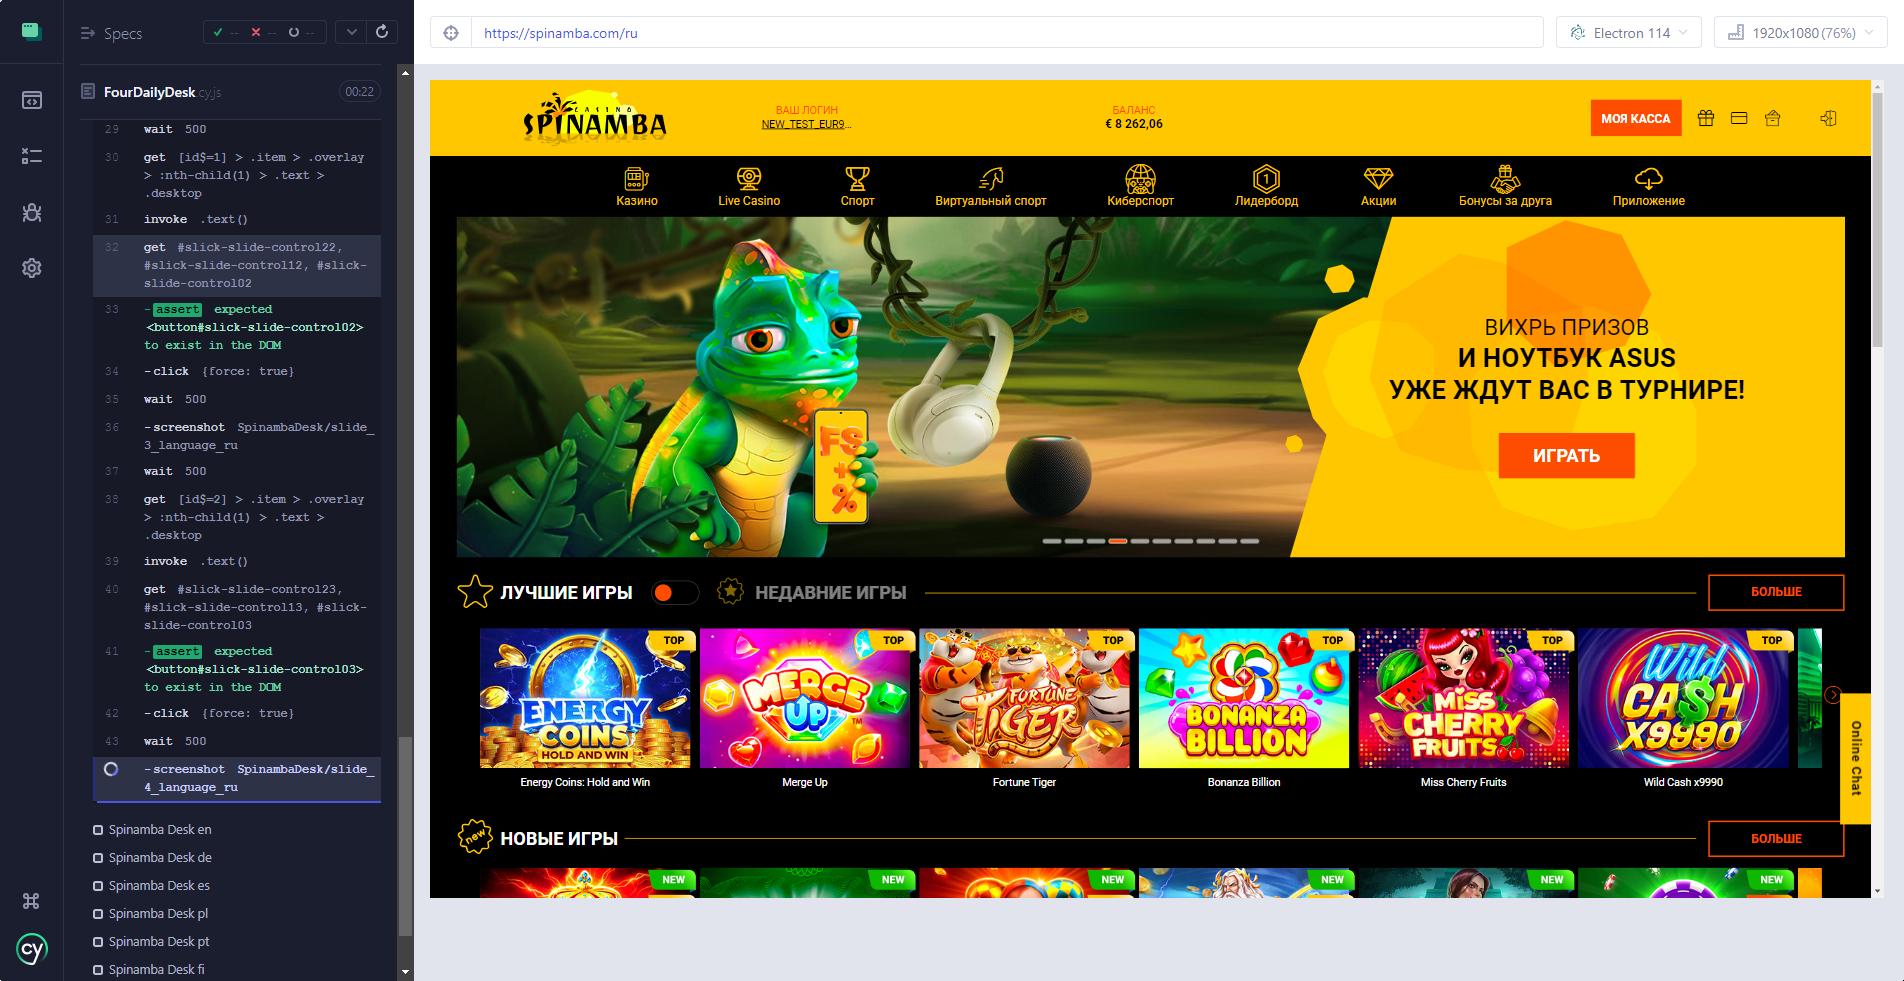 Specs
-- -- --
FourDailyDesk.cy.js
00:22
29 wait 500
30 get [id$=1] > .item > .overlay
> :nth-child(1) > .text >
.desktop
31 invoke .text()
32 get #slick-slide-control22,
#slick-slide-control12, #slick-
slide-control02
33 -assert expected
<button#slick-slide-control02>
to exist in the DOM
34 -click {force: true}
35 wait 500
36 -screenshot SpinambaDesk/slide_
3_language_ru
37 wait 500
38 get [id$=2] > .item > .overlay
> :nth-child(1) > .text >
.desktop
39 invoke .text()
40 get #slick-slide-control23,
#slick-slide-control13, #slick-
slide-control03
41 -assert expected
<button#slick-slide-control03>
to exist in the DOM
42 -click {force: true}
43 wait 500
-screenshot SpinambaDesk/slide_
4_language_ru
Spinamba Desk en
Spinamba Desk de
Spinamba Desk es
Spinamba Desk pl
Spinamba Desk pt
Spinamba Desk fi
cy
https://spinamba.com/ru
Electron 114
1920x1080 (76%)
CASINO
SPINAMBA
ВАШ ЛОГИН
NEW_TEST_EUR9...
БАЛАНС
€ 8 262,06
МОЯ КАССА
Казино
Live Casino
Спорт
Виртуальный спорт
Киберспорт
1
Лидерборд
Акции
Бонусы за друга
Приложение
FS
+
%
ВИХРЬ ПРИЗОВ
И НОУТБУК ASUS
УЖЕ ЖДУТ ВАС В ТУРНИРЕ!
ИГРАТЬ
ЛУЧШИЕ ИГРЫ
НЕДАВНИЕ ИГРЫ
БОЛЬШЕ
TOP
ENERGY
COINS
HOLD AND WIN
Energy Coins: Hold and Win
TOP
MERGE
UP™
Merge Up
TOP
FORTUNE
TIGER
Fortune Tiger
TOP
BONANZA
BILLION
Bonanza Billion
TOP
MISS
CHERRY
FRUITS
Miss Cherry Fruits
TOP
Wild
CA$H
X9990
Wild Cash x9990
Online Chat
new
НОВЫЕ ИГРЫ
БОЛЬШЕ
NEW
NEW
NEW
NEW
NEW
NEW